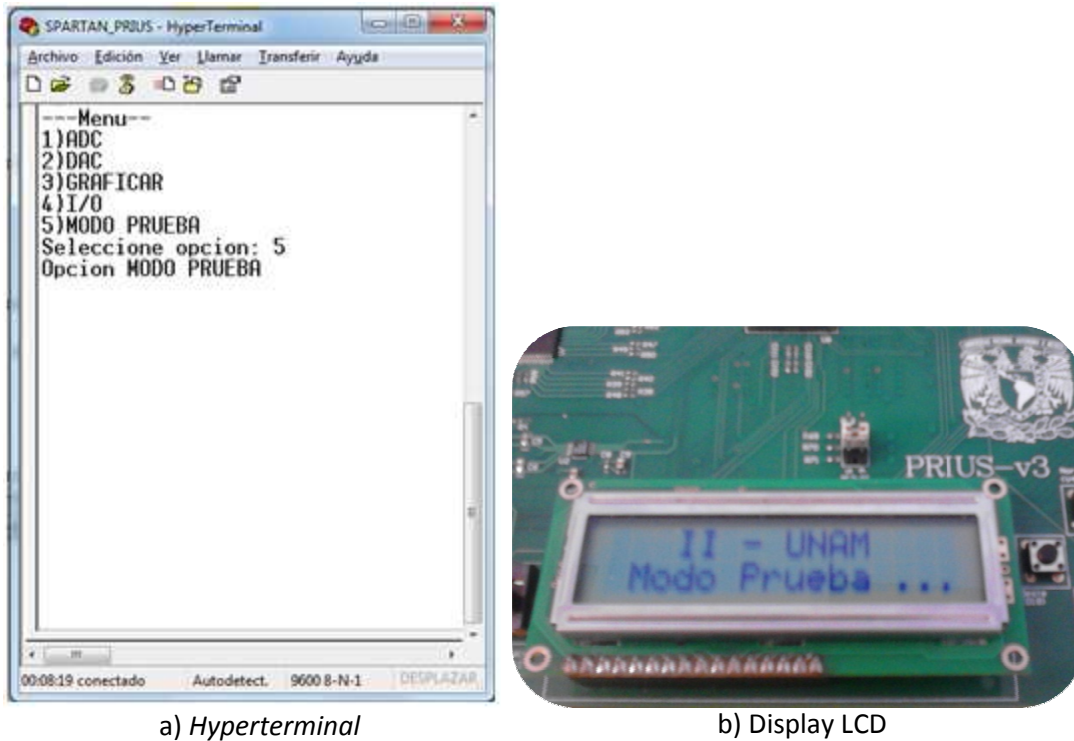 SPARTAN_PRIUS - HyperTerminal
Archivo Edición Ver Llamar Transferir Ayuda
---Menu--
1)ADC
2)DAC
3)GRAFICAR
4)I/O
5)MODO PRUEBA
Seleccione opcion: 5
Opcion MODO PRUEBA
00:08:19 conectado Autodetect. 9600 8-N-1 DESPLAZAR
PRIUS-v3
II - UNAM
Modo Prueba ...
a) Hyperterminal
b) Display LCD